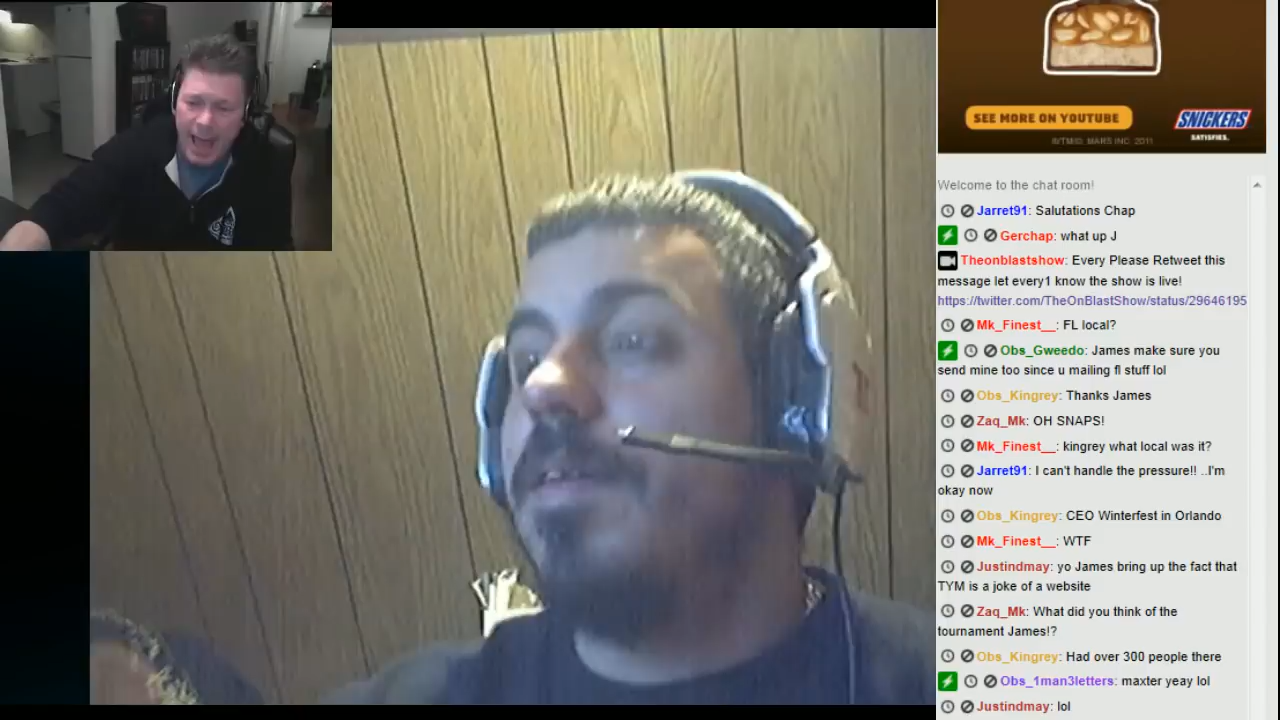 SEE MORE ON YOUTUBE
SNICKERS
SATISFIES.
®/TM©, MARS INC. 2011
Welcome to the chat room!
Jarret91: Salutations Chap
Gerchap: what up J
Theonblastshow: Every Please Retweet this
message let every1 know the show is live!
https://twitter.com/TheOnBlastShow/status/29646195
Mk_Finest__: FL local?
Obs_Gweedo: James make sure you
send mine too since u mailing fl stuff lol
Obs_Kingrey: Thanks James
Zaq_Mk: OH SNAPS!
Mk_Finest__: kingrey what local was it?
Jarret91: I can't handle the pressure!! ..I'm
okay now
Obs_Kingrey: CEO Winterfest in Orlando
Mk_Finest__: WTF
Justindmay: yo James bring up the fact that
TYM is a joke of a website
Zaq_Mk: What did you think of the
tournament James!?
Obs_Kingrey: Had over 300 people there
Obs_1man3letters: maxter yeay lol
Justindmay: lol